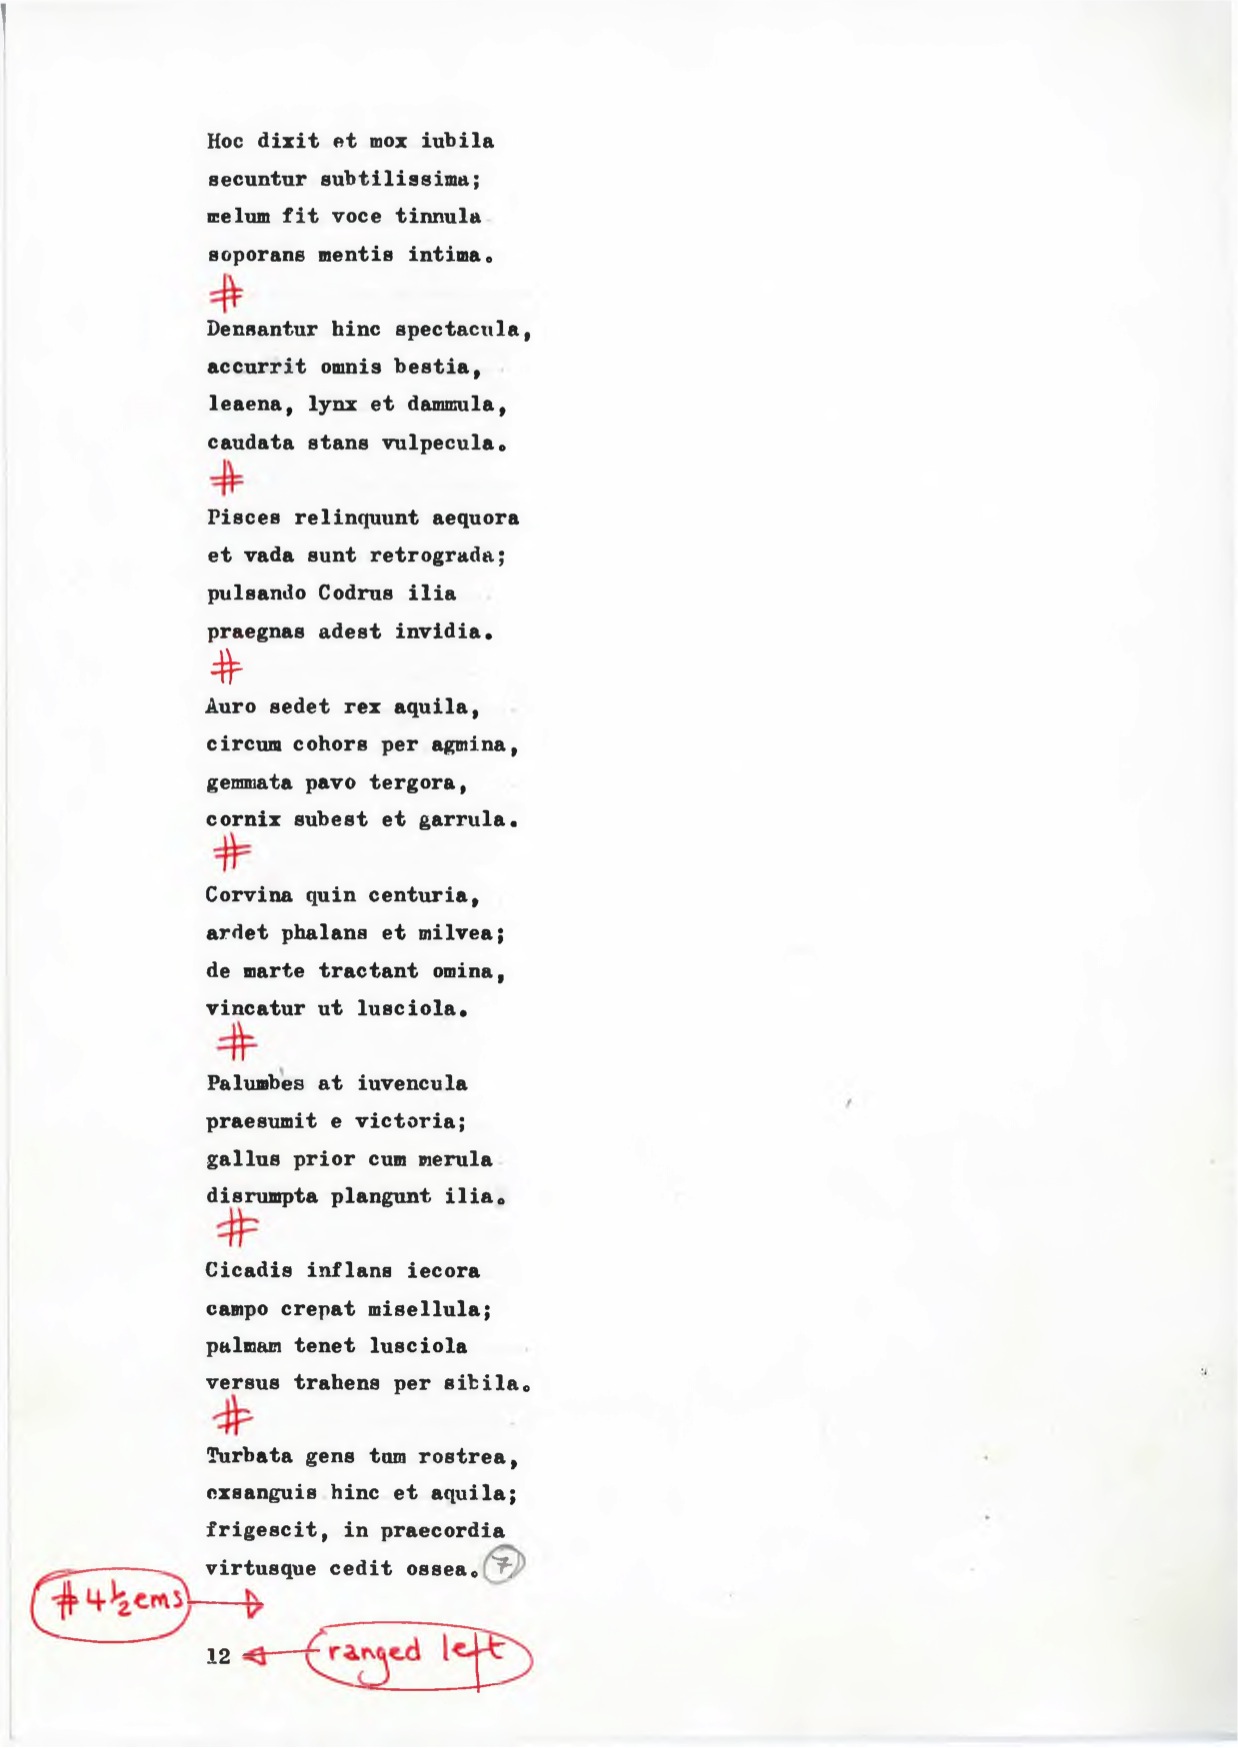 Hoc dixit et mox iubila
secuntur subtilissima;
melum fit voce tinnula
soporans mentis intima.
#
Densantur hinc spectacula,
accurrit omnis bestia,
leaena, lynx et dammula,
caudata stans vulpecula.
#
Pisces relinquunt aequora
et vada sunt retrograda;
pulsando Codrus ilia
praegnas adest invidia.
#
Auro sedet rex aquila,
circum cohors per agmina,
gemmata pavo tergora,
cornix subest et garrula.
#
Corvina quin centuria,
ardet phalans et milvea;
de marte tractant omina,
vincatur ut lusciola.
#
Palumbes at iuvencula
praesumit e victoria;
gallus prior cum merula
disrumpta plangunt ilia.
#
Cicadis inflans iecora
campo crepat misellula;
palmam tenet lusciola
versus trahens per sibila.
#
Turbata gens tum rostrea,
exsanguis hinc et aquila;
frigescit, in praecordia
virtusque cedit ossea. 7
# 4½ ems
12 ranged left